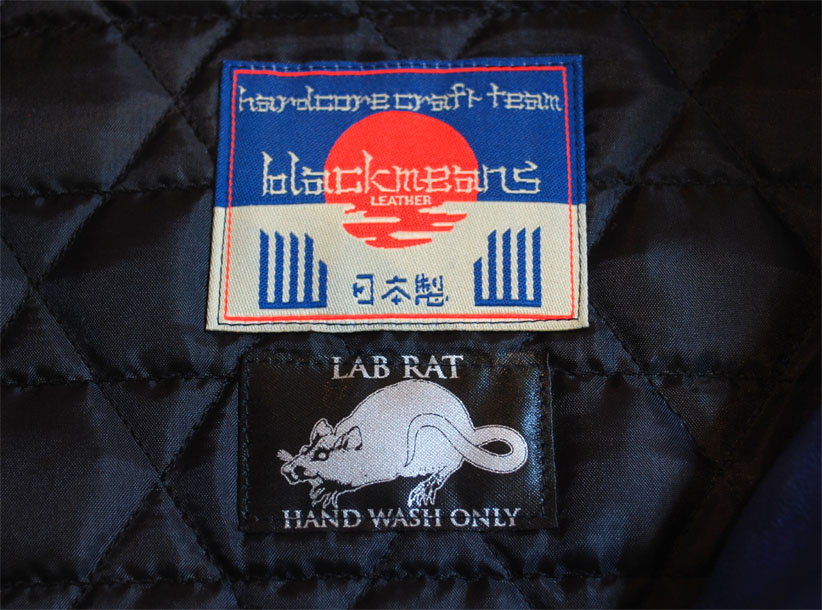 hardcore craft team
blackmeans
LEATHER
日本製
LAB RAT
HAND WASH ONLY